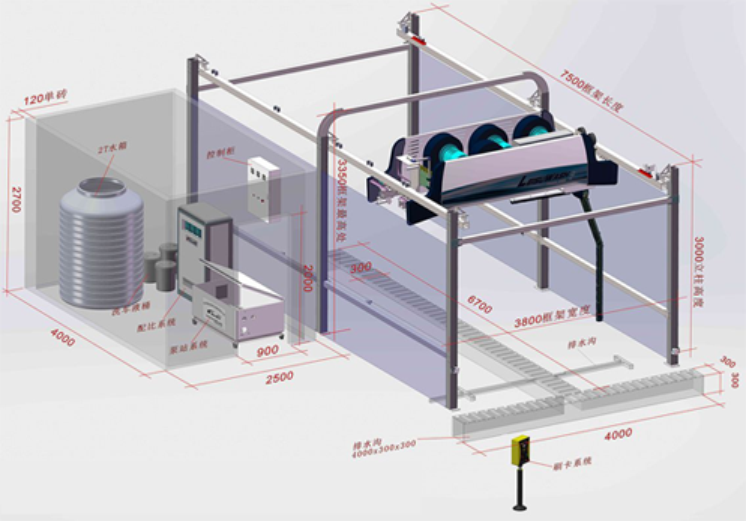 7500框架长度
120单砖
2T水箱
控制柜
2700
3350框架最高处
3000立柱高度
2000
300
6700
3800框架宽度
洗车液桶
配比系统
泵站系统
4000
900
2500
排水沟
300
300
排水沟
4000x300x300
4000
刷卡系统